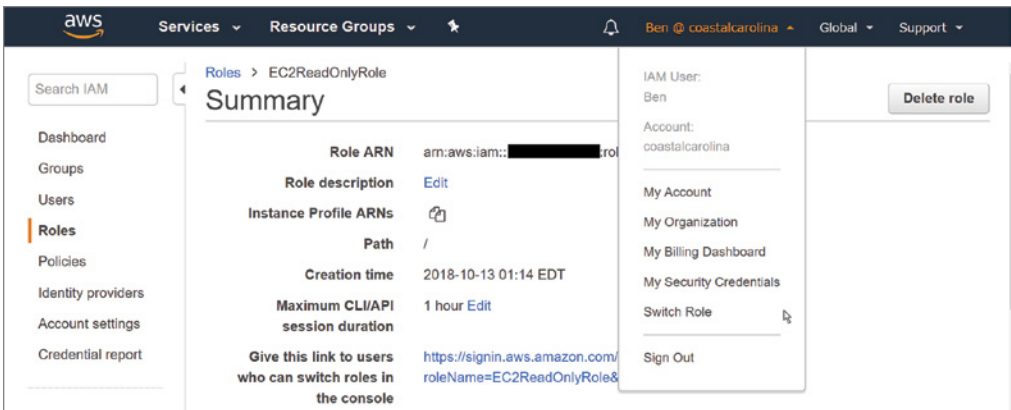 aws Services Resource Groups Ben @ coastalcarolina Global Support
Search IAM
Dashboard
Groups
Users
Roles
Policies
Identity providers
Account settings
Credential report
Roles > EC2ReadOnlyRole
Summary
Delete role
Role ARN arn:aws:iam:: :rol
Role description Edit
Instance Profile ARNs
Path /
Creation time 2018-10-13 01:14 EDT
Maximum CLI/API
session duration
1 hour Edit
Give this link to users
who can switch roles in
the console
https://signin.aws.amazon.com/
roleName=EC2ReadOnlyRole&
IAM User:
Ben
Account:
coastalcarolina
My Account
My Organization
My Billing Dashboard
My Security Credentials
Switch Role
Sign Out